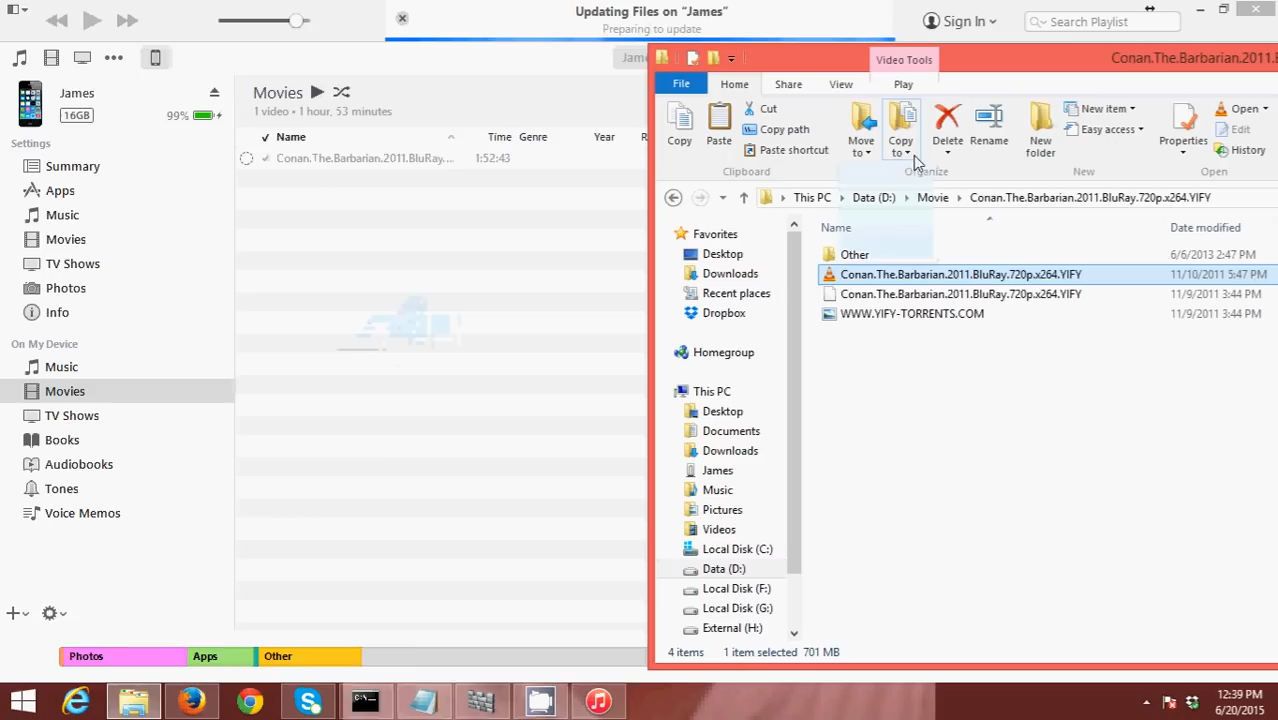 Updating Files on “James”
Preparing to update
Sign In
Search Playlist
James
16GB
99%
Settings
Summary
Apps
Music
Movies
TV Shows
Photos
Info
On My Device
Music
Movies
TV Shows
Books
Audiobooks
Tones
Voice Memos
Movies
1 video • 1 hour, 53 minutes
Name Time Genre Year
Conan.The.Barbarian.2011.BluRay.... 1:52:43
Photos Apps Other
Video Tools
Conan.The.Barbarian.2011.
File Home Share View Play
Copy
Paste
Cut
Copy path
Paste shortcut
Clipboard
Move to
Copy to
Delete
Rename
Organize
New folder
New item
Easy access
New
Properties
Open
Edit
History
Open
This PC Data (D:) Movie Conan.The.Barbarian.2011.BluRay.720p.x264.YIFY
Favorites
Desktop
Downloads
Recent places
Dropbox
Homegroup
This PC
Desktop
Documents
Downloads
James
Music
Pictures
Videos
Local Disk (C:)
Data (D:)
Local Disk (F:)
Local Disk (G:)
External (H:)
Name Date modified
Other 6/6/2013 2:47 PM
Conan.The.Barbarian.2011.BluRay.720p.x264.YIFY 11/10/2011 5:47 PM
Conan.The.Barbarian.2011.BluRay.720p.x264.YIFY 11/9/2011 3:44 PM
WWW.YIFY-TORRENTS.COM 11/9/2011 3:44 PM
4 items 1 item selected 701 MB
12:39 PM
6/20/2015